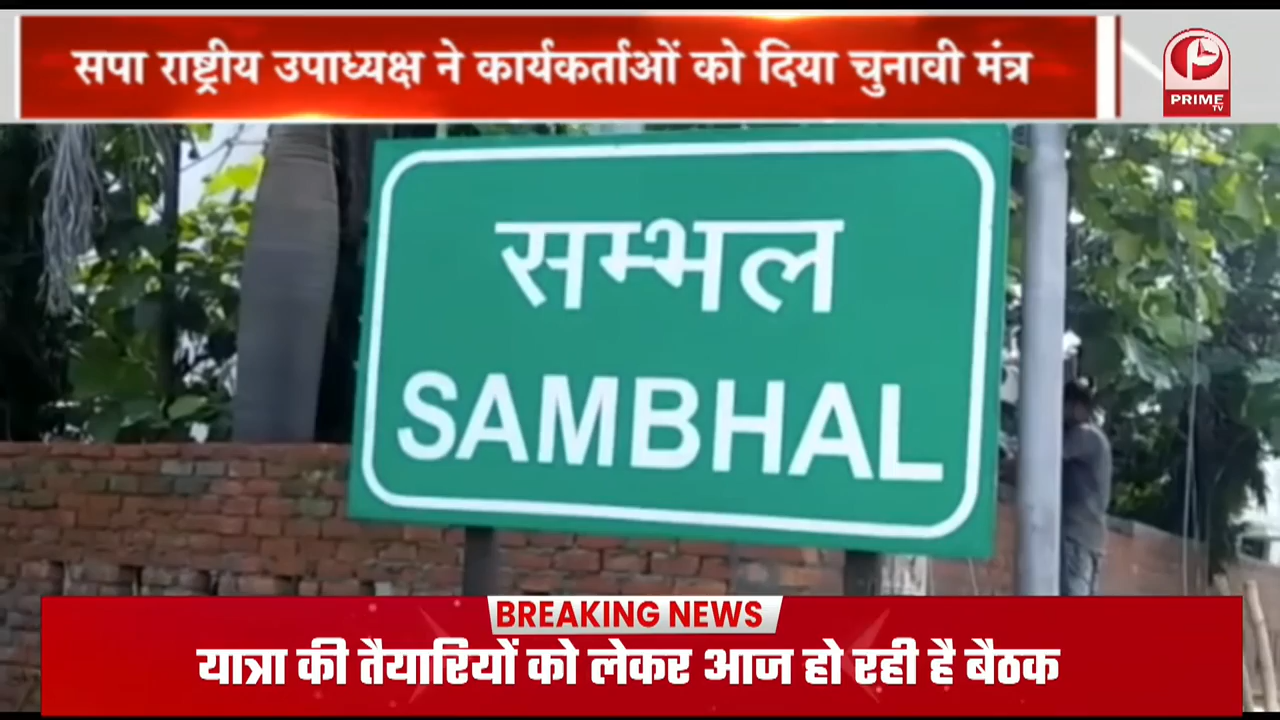 सपा राष्ट्रीय उपाध्यक्ष ने कार्यकर्ताओं को दिया चुनावी मंत्र
PRIME
TV
सम्भल
SAMBHAL
BREAKING NEWS
यात्रा की तैयारियों को लेकर आज हो रही है बैठक